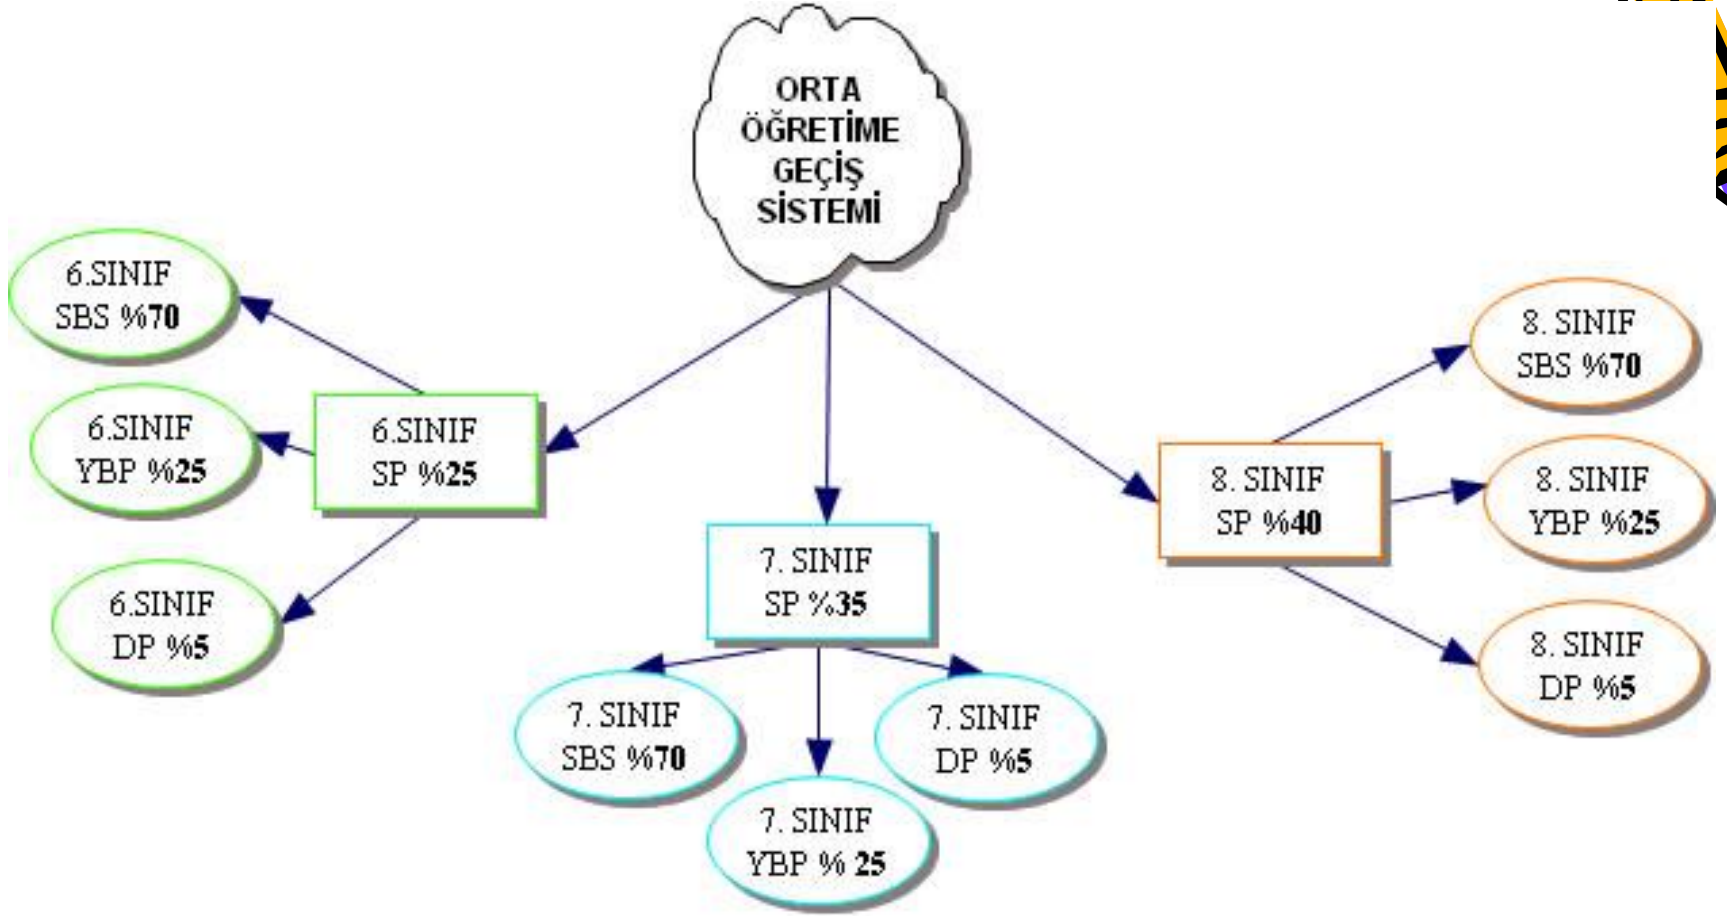 ORTA
ÖĞRETİME
GEÇİŞ
SİSTEMİ
6.SINIF
SBS %70
6.SINIF
YBP %25
6.SINIF
DP %5
6.SINIF
SP %25
7. SINIF
SP %35
7. SINIF
SBS %70
7. SINIF
YBP % 25
7. SINIF
DP %5
8. SINIF
SP %40
8. SINIF
SBS %70
8. SINIF
YBP %25
8. SINIF
DP %5